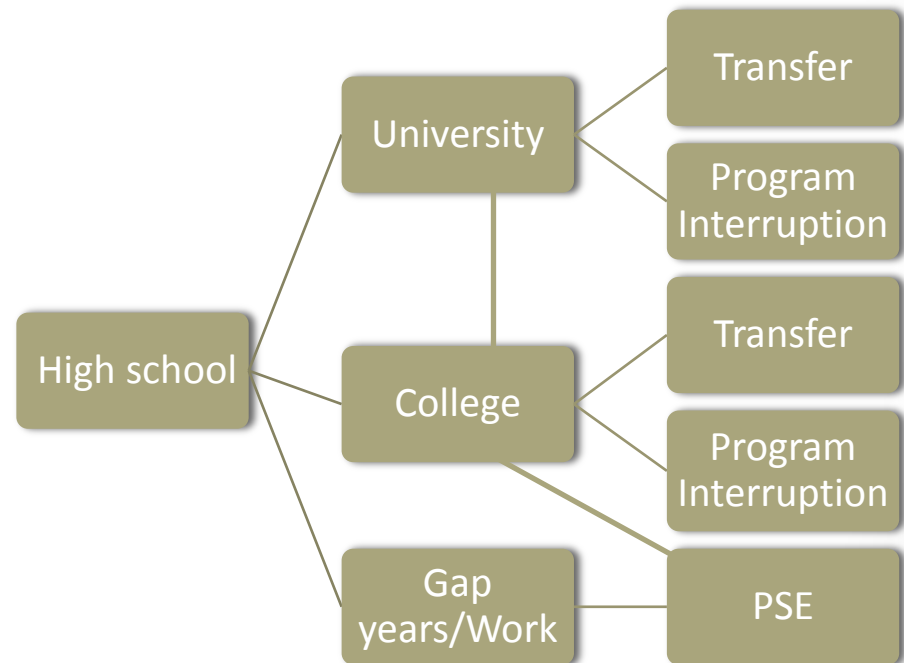 High school
University
College
Gap
years/Work
Transfer
Program
Interruption
Transfer
Program
Interruption
PSE